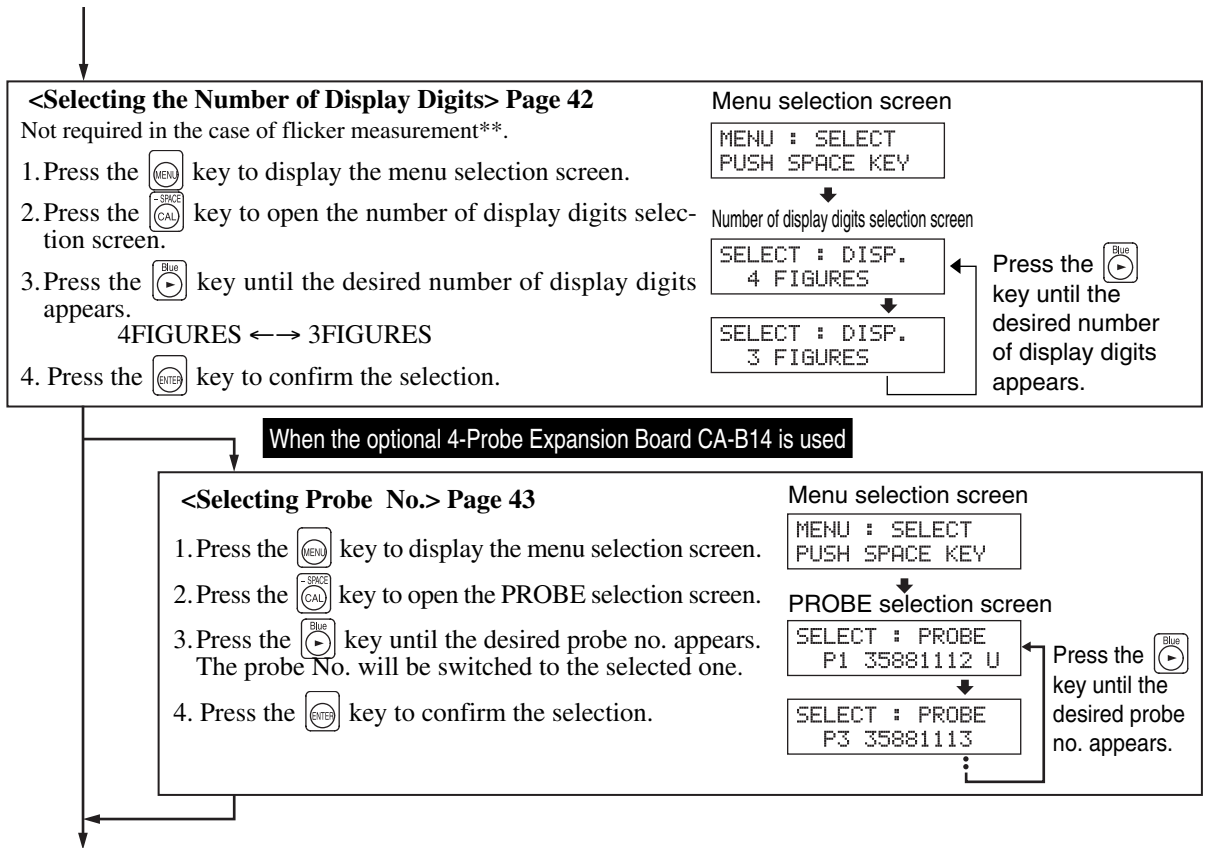 <Selecting the Number of Display Digits> Page 42
Not required in the case of flicker measurement**.
1. Press the MENU key to display the menu selection screen.
2. Press the - SPACE CAL key to open the number of display digits selec-
tion screen.
3. Press the Blue key until the desired number of display digits
appears.
4FIGURES ←→ 3FIGURES
4. Press the ENTER key to confirm the selection.
Menu selection screen
MENU : SELECT
PUSH SPACE KEY
Number of display digits selection screen
SELECT : DISP.
4 FIGURES
SELECT : DISP.
3 FIGURES
Press the Blue
key until the
desired number
of display digits
appears.
When the optional 4-Probe Expansion Board CA-B14 is used
<Selecting Probe No.> Page 43
1. Press the MENU key to display the menu selection screen.
2. Press the - SPACE CAL key to open the PROBE selection screen.
3. Press the Blue key until the desired probe no. appears.
The probe No. will be switched to the selected one.
4. Press the ENTER key to confirm the selection.
Menu selection screen
MENU : SELECT
PUSH SPACE KEY
PROBE selection screen
SELECT : PROBE
P1 35881112 U
SELECT : PROBE
P3 35881113
Press the Blue
key until the
desired probe
no. appears.